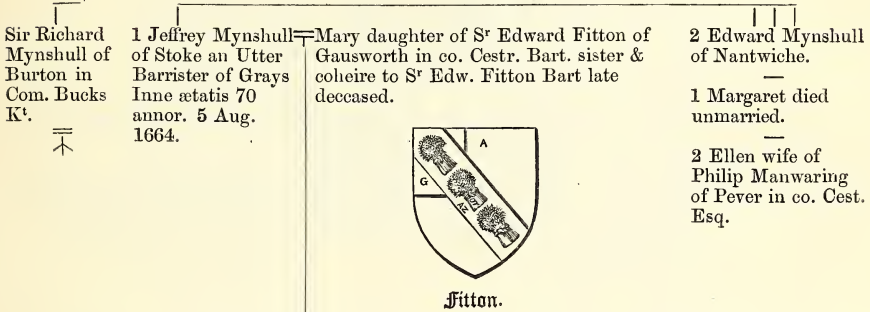 Sir Richard
Mynshull of
Burton in
Com. Bucks
Kt.
1 Jeffrey Mynshull
of Stoke an Utter
Barrister of Grays
Inne ætatis 70
annor. 5 Aug.
1664.
Mary daughter of Sr Edward Fitton of
Gausworth in co. Cestr. Bart. sister &
coheire to Sr Edw. Fitton Bart late
deceased.
A
G
AZ
Fitton.
2 Edward Mynshull
of Nantwiche.
1 Margaret died
unmarried.
2 Ellen wife of
Philip Manwaring
of Pever in co. Cest.
Esq.